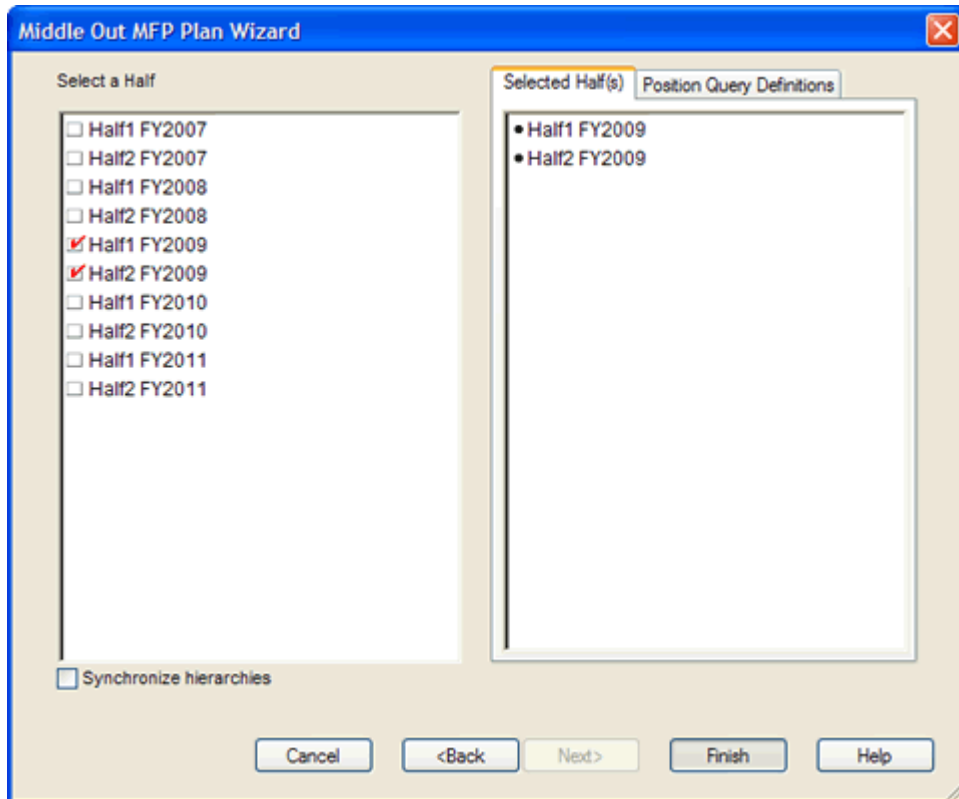 Middle Out MFP Plan Wizard
Select a Half
Half1 FY2007
Half2 FY2007
Half1 FY2008
Half2 FY2008
Half1 FY2009
Half2 FY2009
Half1 FY2010
Half2 FY2010
Half1 FY2011
Half2 FY2011
Synchronize hierarchies
Selected Half(s)
Position Query Definitions
Half1 FY2009
Half2 FY2009
Cancel
<Back
Next>
Finish
Help